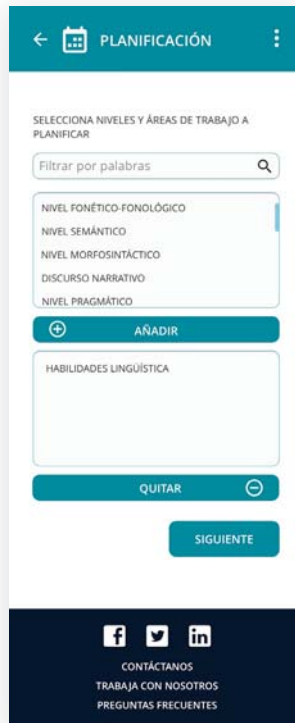 PLANIFICACIÓN
SELECCIONA NIVELES Y ÁREAS DE TRABAJO A
PLANIFICAR
Filtrar por palabras
NIVEL FONÉTICO-FONOLÓGICO
NIVEL SEMÁNTICO
NIVEL MORFOSINTÁCTICO
DISCURSO NARRATIVO
NIVEL PRAGMÁTICO
AÑADIR
HABILIDADES LINGÜÍSTICA
QUITAR
SIGUIENTE
CONTÁCTANOS
TRABAJA CON NOSOTROS
PREGUNTAS FRECUENTES